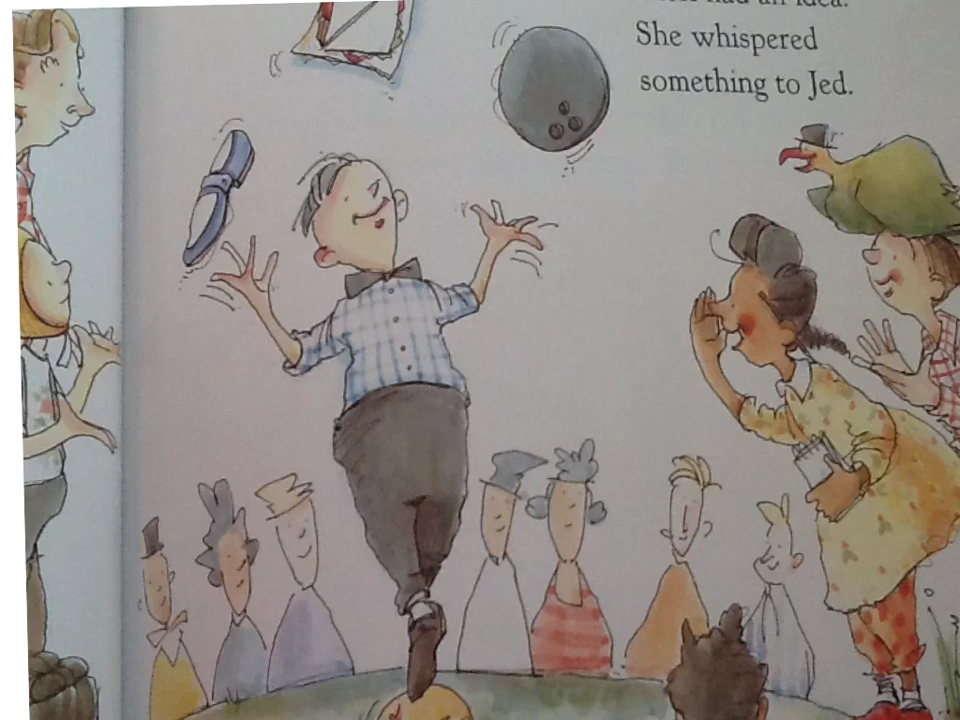 had an idea.
She whispered
something to Jed.